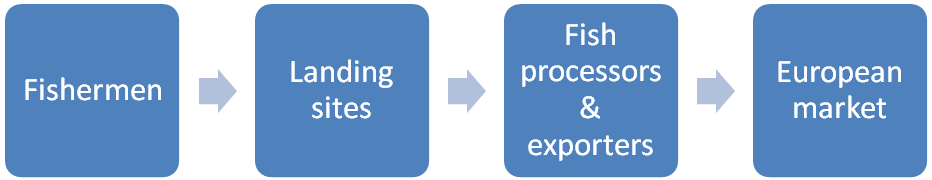 Fishermen
Landing
sites
Fish
processors
&
exporters
European
market